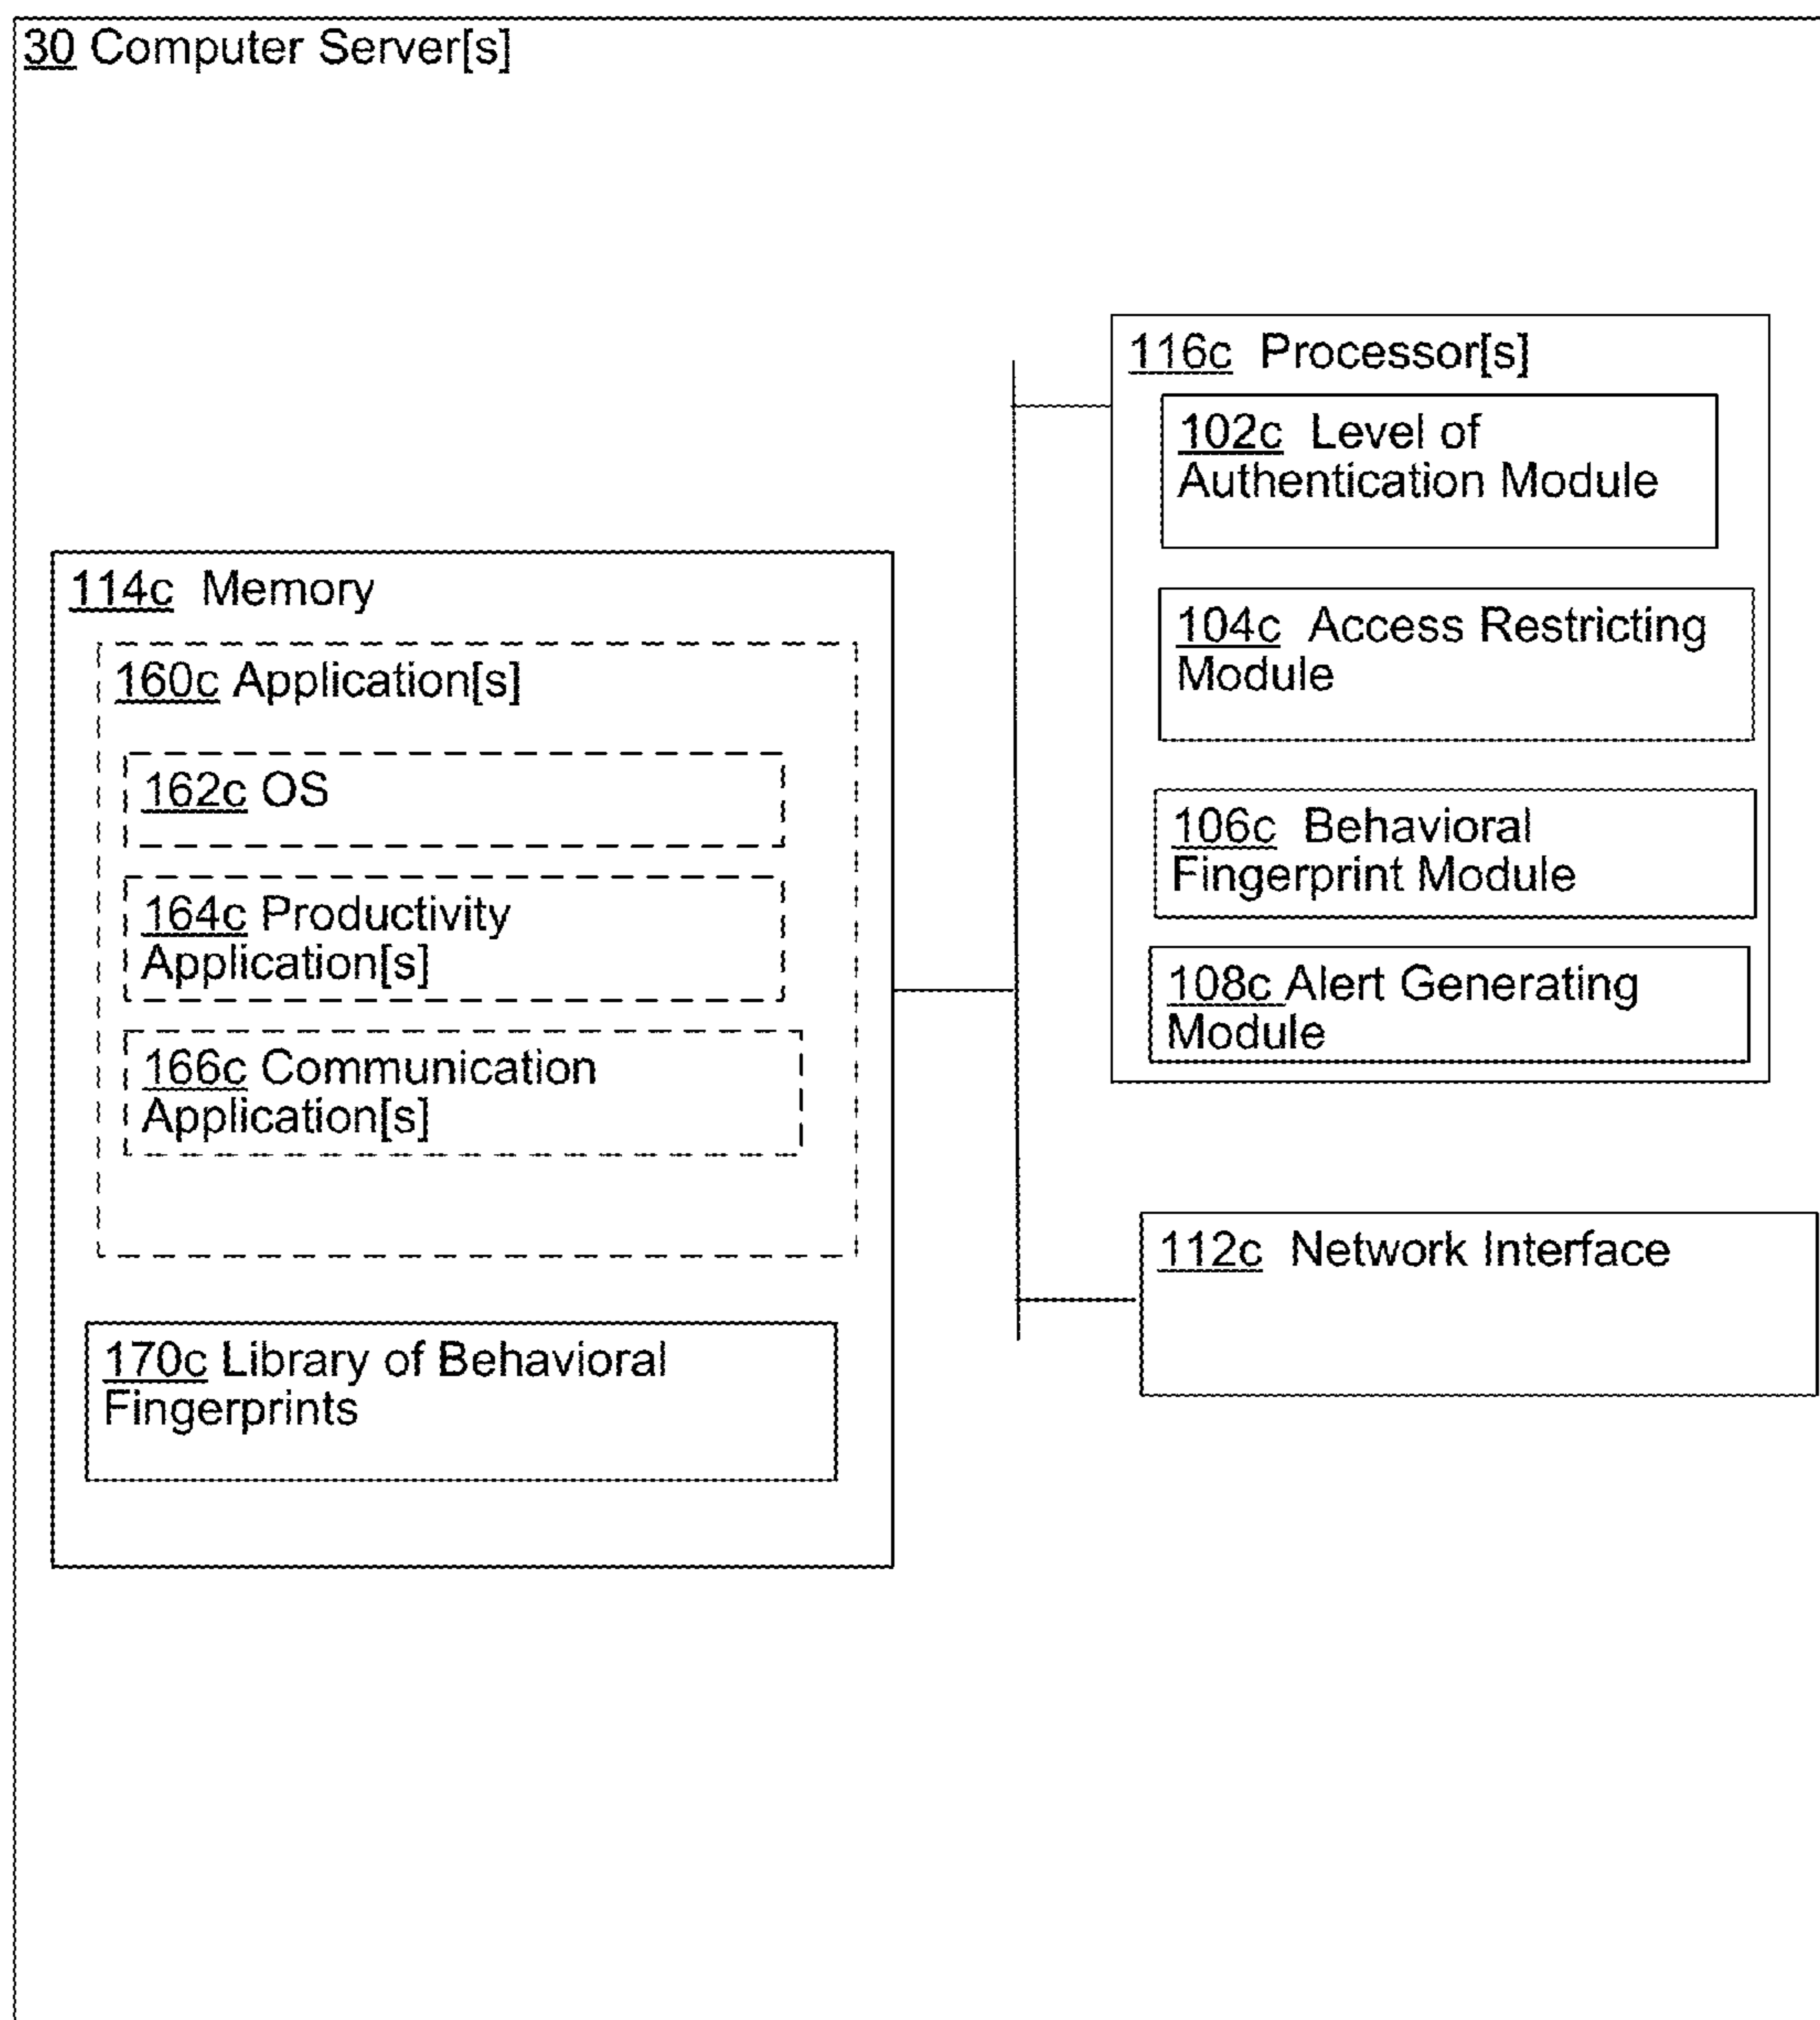 30 Computer Server[s]
116c Processor[s]
102c Level of
Authentication Module
104c Access Restricting
Module
106c Behavioral
Fingerprint Module
108c Alert Generating
Module
114c Memory
160c Application[s]
162c OS
164c Productivity
Application[s]
166c Communication
Application[s]
170c Library of Behavioral
Fingerprints
112c Network Interface